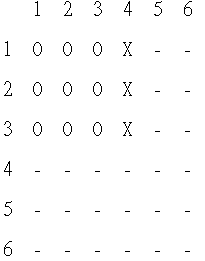 1 2 3 4 5 6
1 O O O X - -
2 O O O X - -
3 O O O X - -
4 - - - - - -
5 - - - - - -
6 - - - - - -